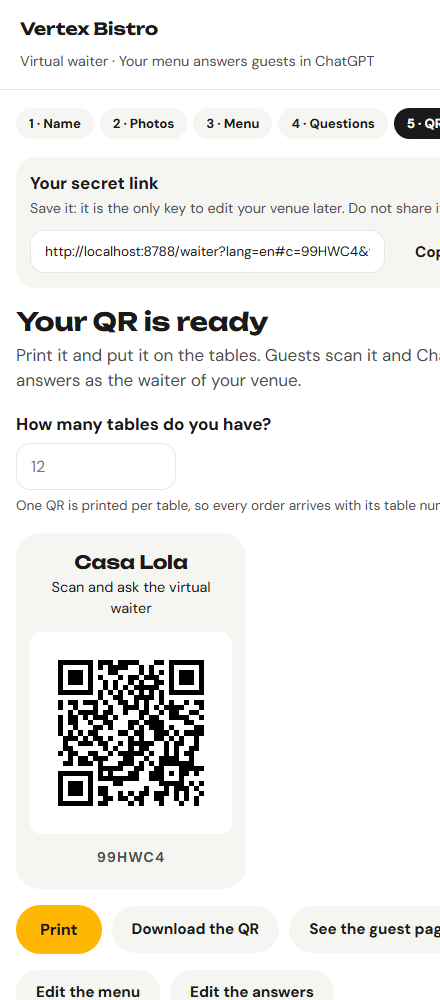 Vertex Bistro
Virtual waiter · Your menu answers guests in ChatGPT
1 · Name 2 · Photos 3 · Menu 4 · Questions 5 · QR
Your secret link
Save it: it is the only key to edit your venue later. Do not share
http://localhost:8788/waiter?lang=en#c=99HWC4&
Your QR is ready
Print it and put it on the tables. Guests scan it and
answers as the waiter of your venue.
How many tables do you have?
12
One QR is printed per table, so every order arrives with its table
Casa Lola
Scan and ask the virtual
waiter
99HWC4
Print Download the QR See the guest
Edit the menu Edit the answers